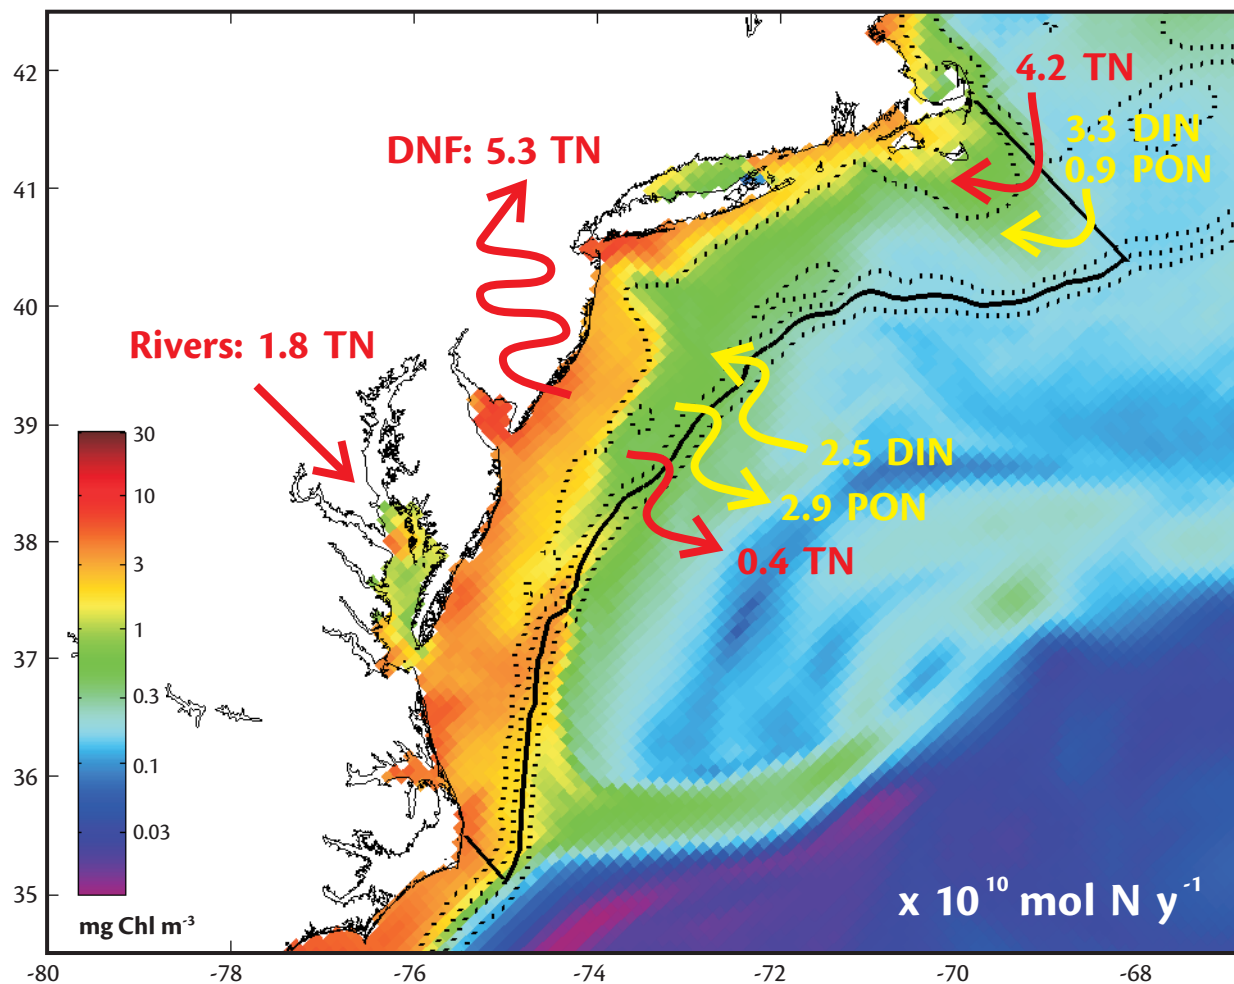 42
41
40
39
38
37
36
35
4.2 TN
3.3 DIN
0.9 PON
DNF: 5.3 TN
Rivers: 1.8 TN
2.5 DIN
2.9 PON
0.4 TN
30
10
3
1
0.3
0.1
0.03
mg Chl m⁻³
x 10¹⁰ mol N y⁻¹
-80
-78
-76
-74
-72
-70
-68